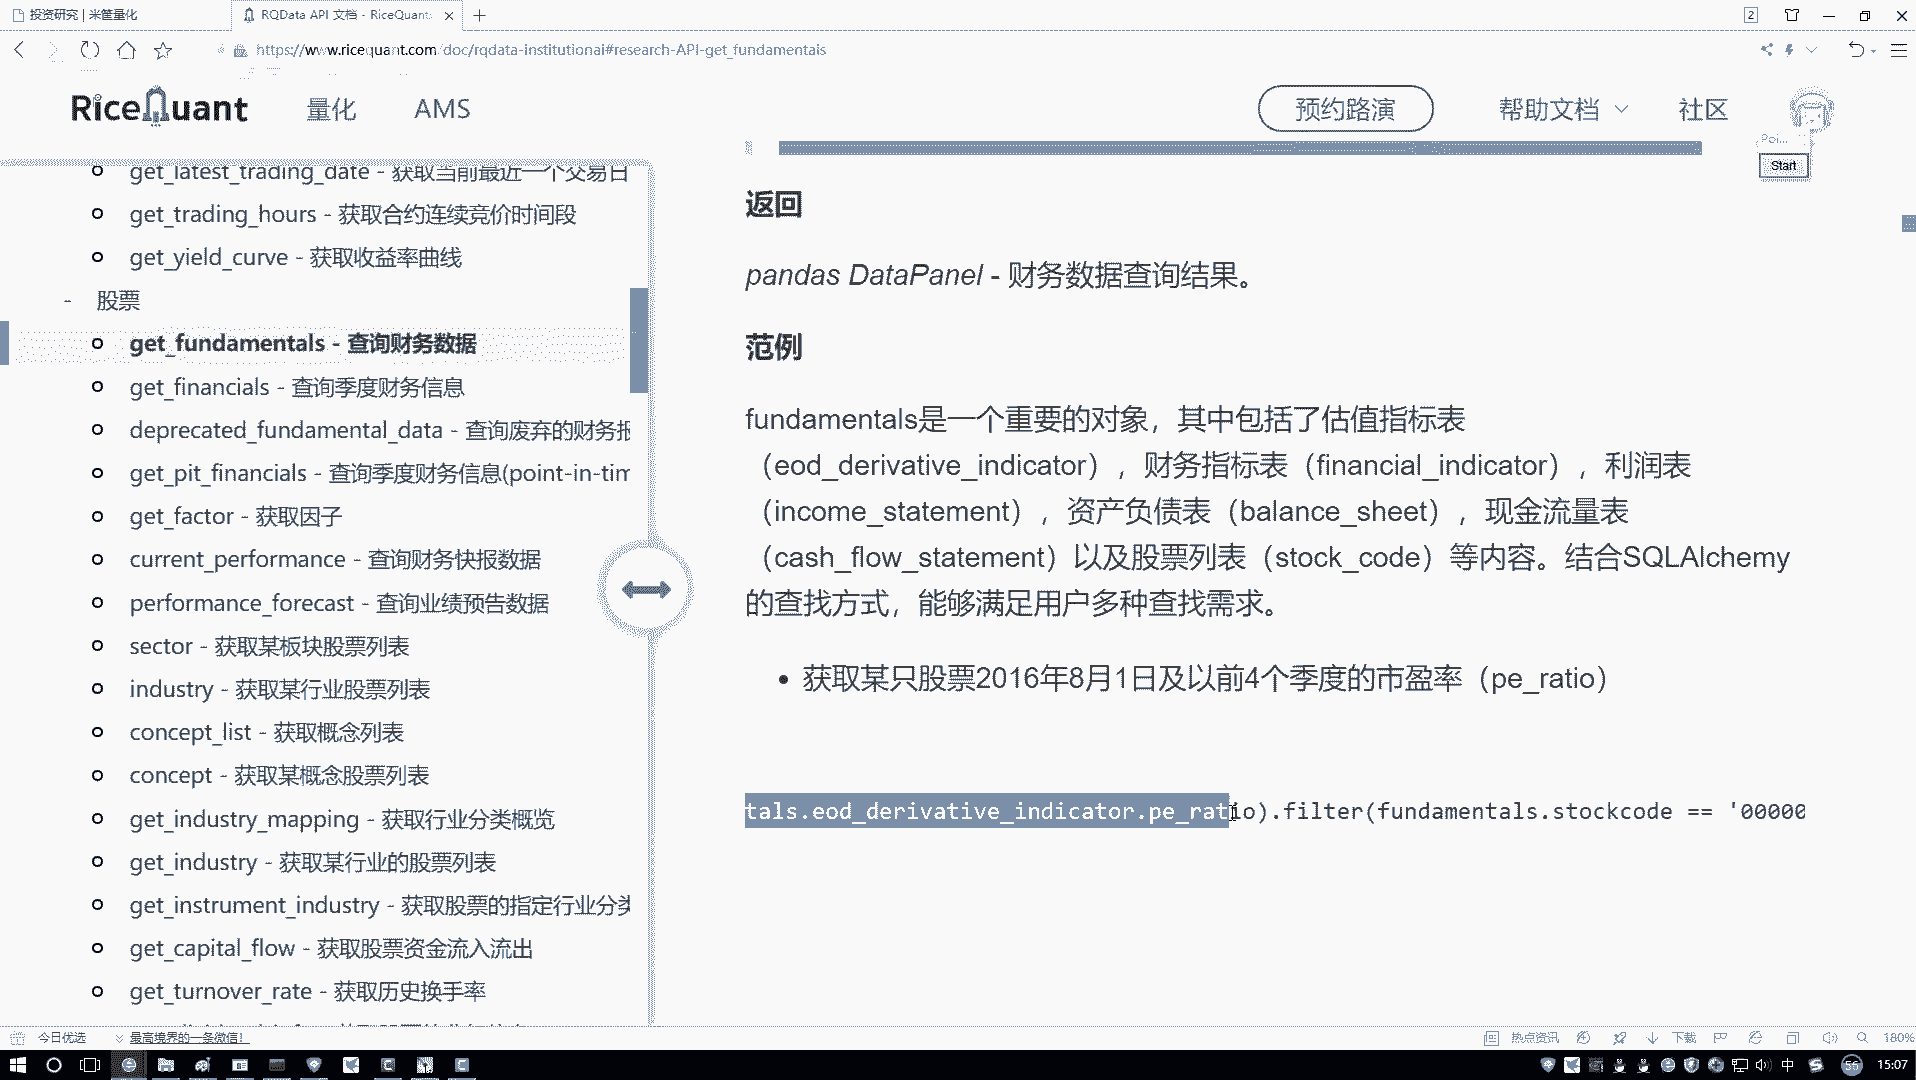 投资研究 | 米筐量化
RQData API 文档 - RiceQuant
2
https://www.ricequant.com/doc/rqdata-institutional#research-API-get_fundamentals
RiceQuant
量化
AMS
预约路演
帮助文档
社区
Poi...
Start
get_latest_trading_date - 获取当前最近一个交易日
get_trading_hours - 获取合约连续竞价时间段
get_yield_curve - 获取收益率曲线
- 股票
get_fundamentals - 查询财务数据
get_financials - 查询季度财务信息
deprecated_fundamental_data - 查询废弃的财务报
get_pit_financials - 查询季度财务信息(point-in-tim
get_factor - 获取因子
current_performance - 查询财务快报数据
performance_forecast - 查询业绩预告数据
sector - 获取某板块股票列表
industry - 获取某行业股票列表
concept_list - 获取概念列表
concept - 获取某概念股票列表
get_industry_mapping - 获取行业分类概览
get_industry - 获取某行业的股票列表
get_instrument_industry - 获取股票的指定行业分类
get_capital_flow - 获取股票资金流入流出
get_turnover_rate - 获取历史换手率
返回
pandas DataPanel - 财务数据查询结果。
范例
fundamentals是一个重要的对象，其中包括了估值指标表
（eod_derivative_indicator），财务指标表（financial_indicator），利润表
（income_statement），资产负债表（balance_sheet），现金流量表
（cash_flow_statement）以及股票列表（stock_code）等内容。结合SQLAlchemy
的查找方式，能够满足用户多种查找需求。
• 获取某只股票2016年8月1日及以前4个季度的市盈率（pe_ratio）
tals.eod_derivative_indicator.pe_ratio).filter(fundamentals.stockcode == '00000
今日优选
最高境界的一条微信！
热点资讯
下载
180%
中
56
15:07